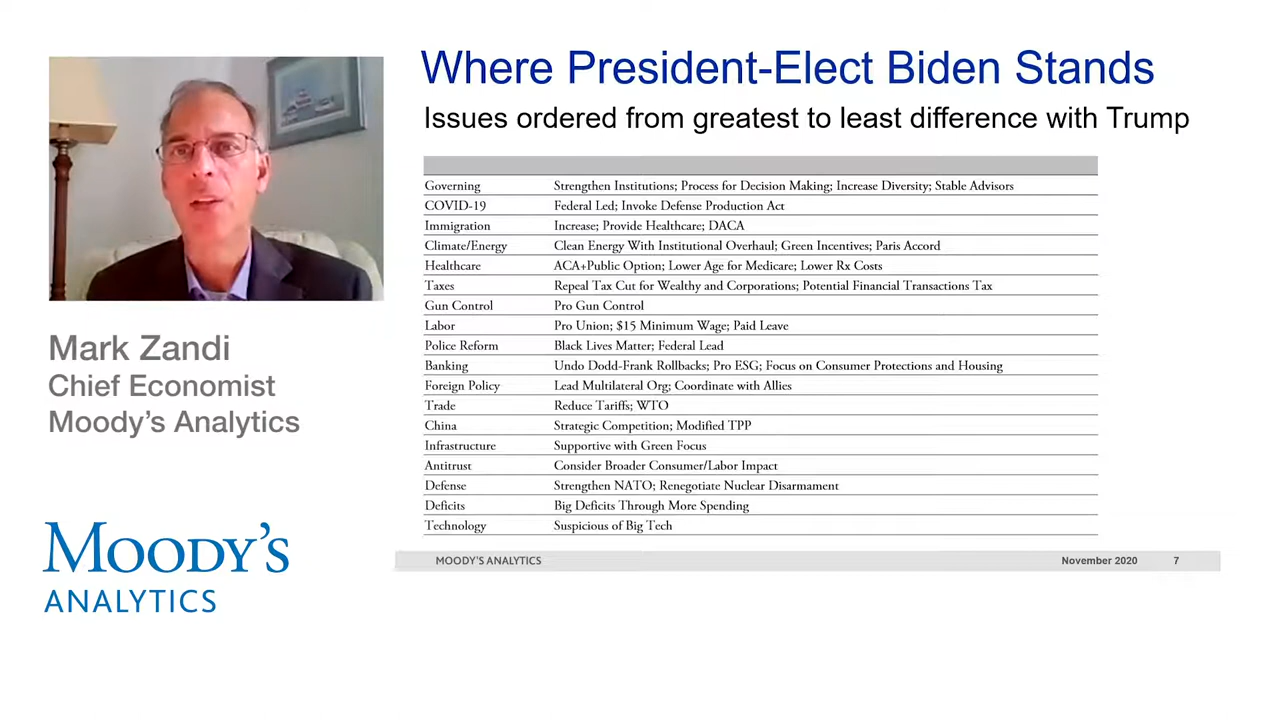 Where President-Elect Biden Stands
Issues ordered from greatest to least difference with Trump
Governing Strengthen Institutions; Process for Decision Making; Increase Diversity; Stable Advisors
COVID-19 Federal Led; Invoke Defense Production Act
Immigration Increase; Provide Healthcare; DACA
Climate/Energy Clean Energy With Institutional Overhaul; Green Incentives; Paris Accord
Healthcare ACA+Public Option; Lower Age for Medicare; Lower Rx Costs
Taxes Repeal Tax Cut for Wealthy and Corporations; Potential Financial Transactions Tax
Gun Control Pro Gun Control
Labor Pro Union; $15 Minimum Wage; Paid Leave
Police Reform Black Lives Matter; Federal Lead
Banking Undo Dodd-Frank Rollbacks; Pro ESG; Focus on Consumer Protections and Housing
Foreign Policy Lead Multilateral Org; Coordinate with Allies
Trade Reduce Tariffs; WTO
China Strategic Competition; Modified TPP
Infrastructure Supportive with Green Focus
Antitrust Consider Broader Consumer/Labor Impact
Defense Strengthen NATO; Renegotiate Nuclear Disarmament
Deficits Big Deficits Through More Spending
Technology Suspicious of Big Tech
MOODY'S ANALYTICS November 2020 7
Mark Zandi
Chief Economist
Moody's Analytics
MOODY'S
ANALYTICS